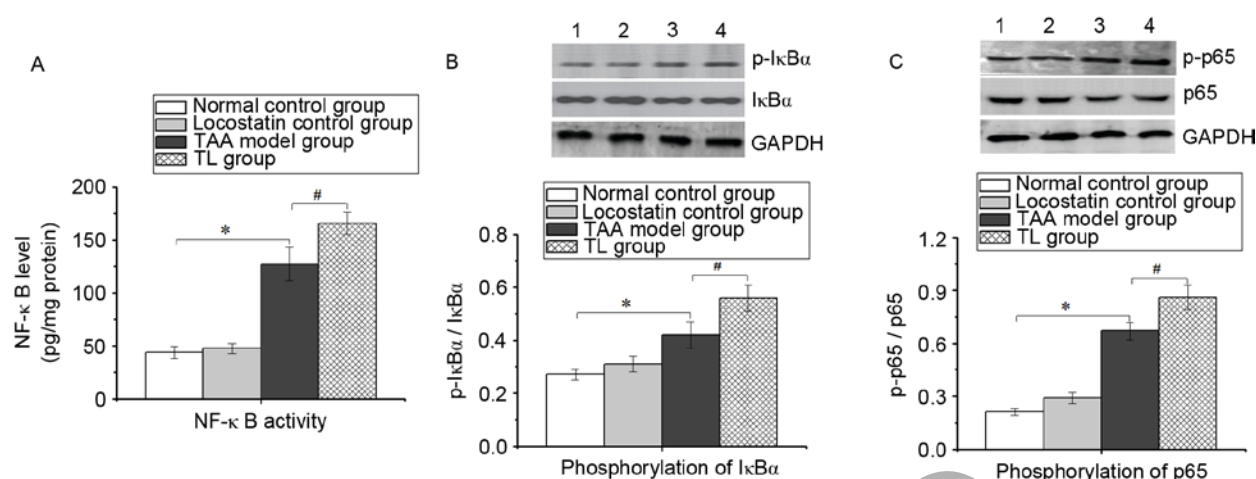 A
Normal control group
Locostatin control group
TAA model group
TL group
200
150
100
50
0
NF-κ B level
(pg/mg protein)
*
#
NF-κ B activity
B
1 2 3 4
p-IκBα
IκBα
GAPDH
Normal control group
Locostatin control group
TAA model group
TL group
0.8
0.6
0.4
0.2
0.0
p-IκBα / IκBα
*
#
Phosphorylation of IκBα
C
1 2 3 4
p-p65
p65
GAPDH
Normal control group
Locostatin control group
TAA model group
TL group
1.2
0.9
0.6
0.3
0.0
p-p65 / p65
*
#
Phosphorylation of p65